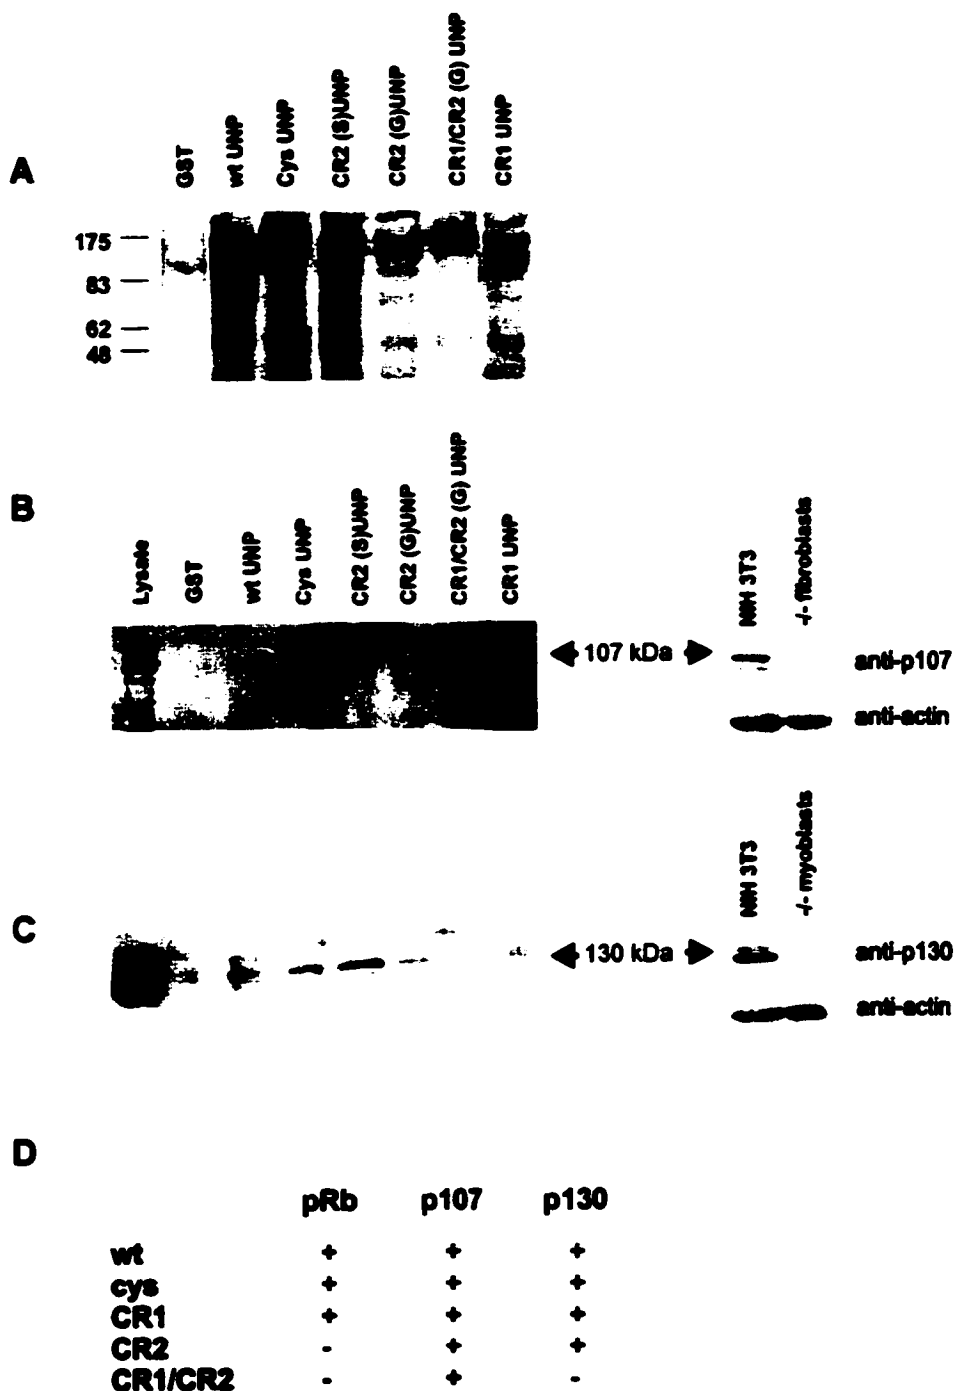 A
GST
wt UNP
Cys UNP
CR2 (S)UNP
CR2 (G)UNP
CR1/CR2 (G) UNP
CR1 UNP
175
83
62
48
B
Lysate
GST
wt UNP
Cys UNP
CR2 (S)UNP
CR2 (G)UNP
CR1/CR2 (G) UNP
CR1 UNP
107 kDa
NIH 3T3
-/- fibroblasts
anti-p107
anti-actin
C
130 kDa
NIH 3T3
-/- myoblasts
anti-p130
anti-actin
D
pRb p107 p130
wt + + +
cys + + +
CR1 + + +
CR2 - + +
CR1/CR2 - + -